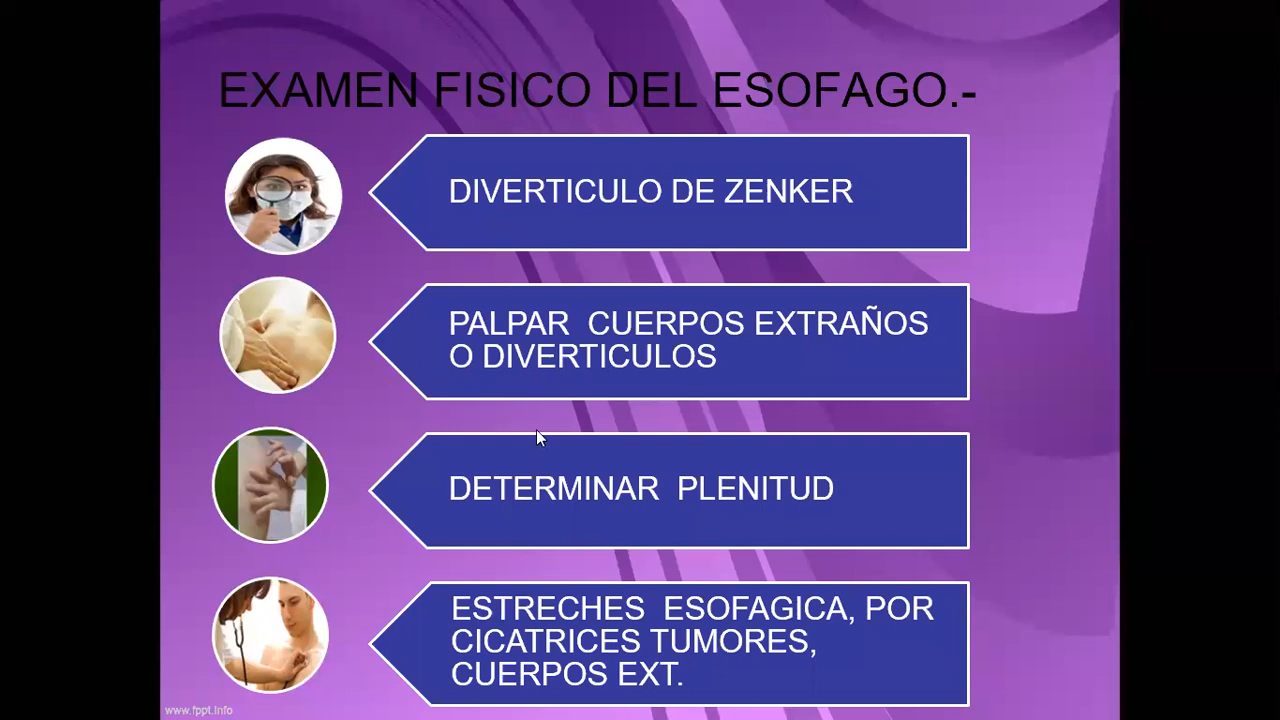 EXAMEN FISICO DEL ESOFAGO.-
DIVERTICULO DE ZENKER
PALPAR  CUERPOS EXTRAÑOS
O DIVERTICULOS
DETERMINAR  PLENITUD
ESTRECHES  ESOFAGICA, POR
CICATRICES TUMORES,
CUERPOS EXT.
www.fppt.info